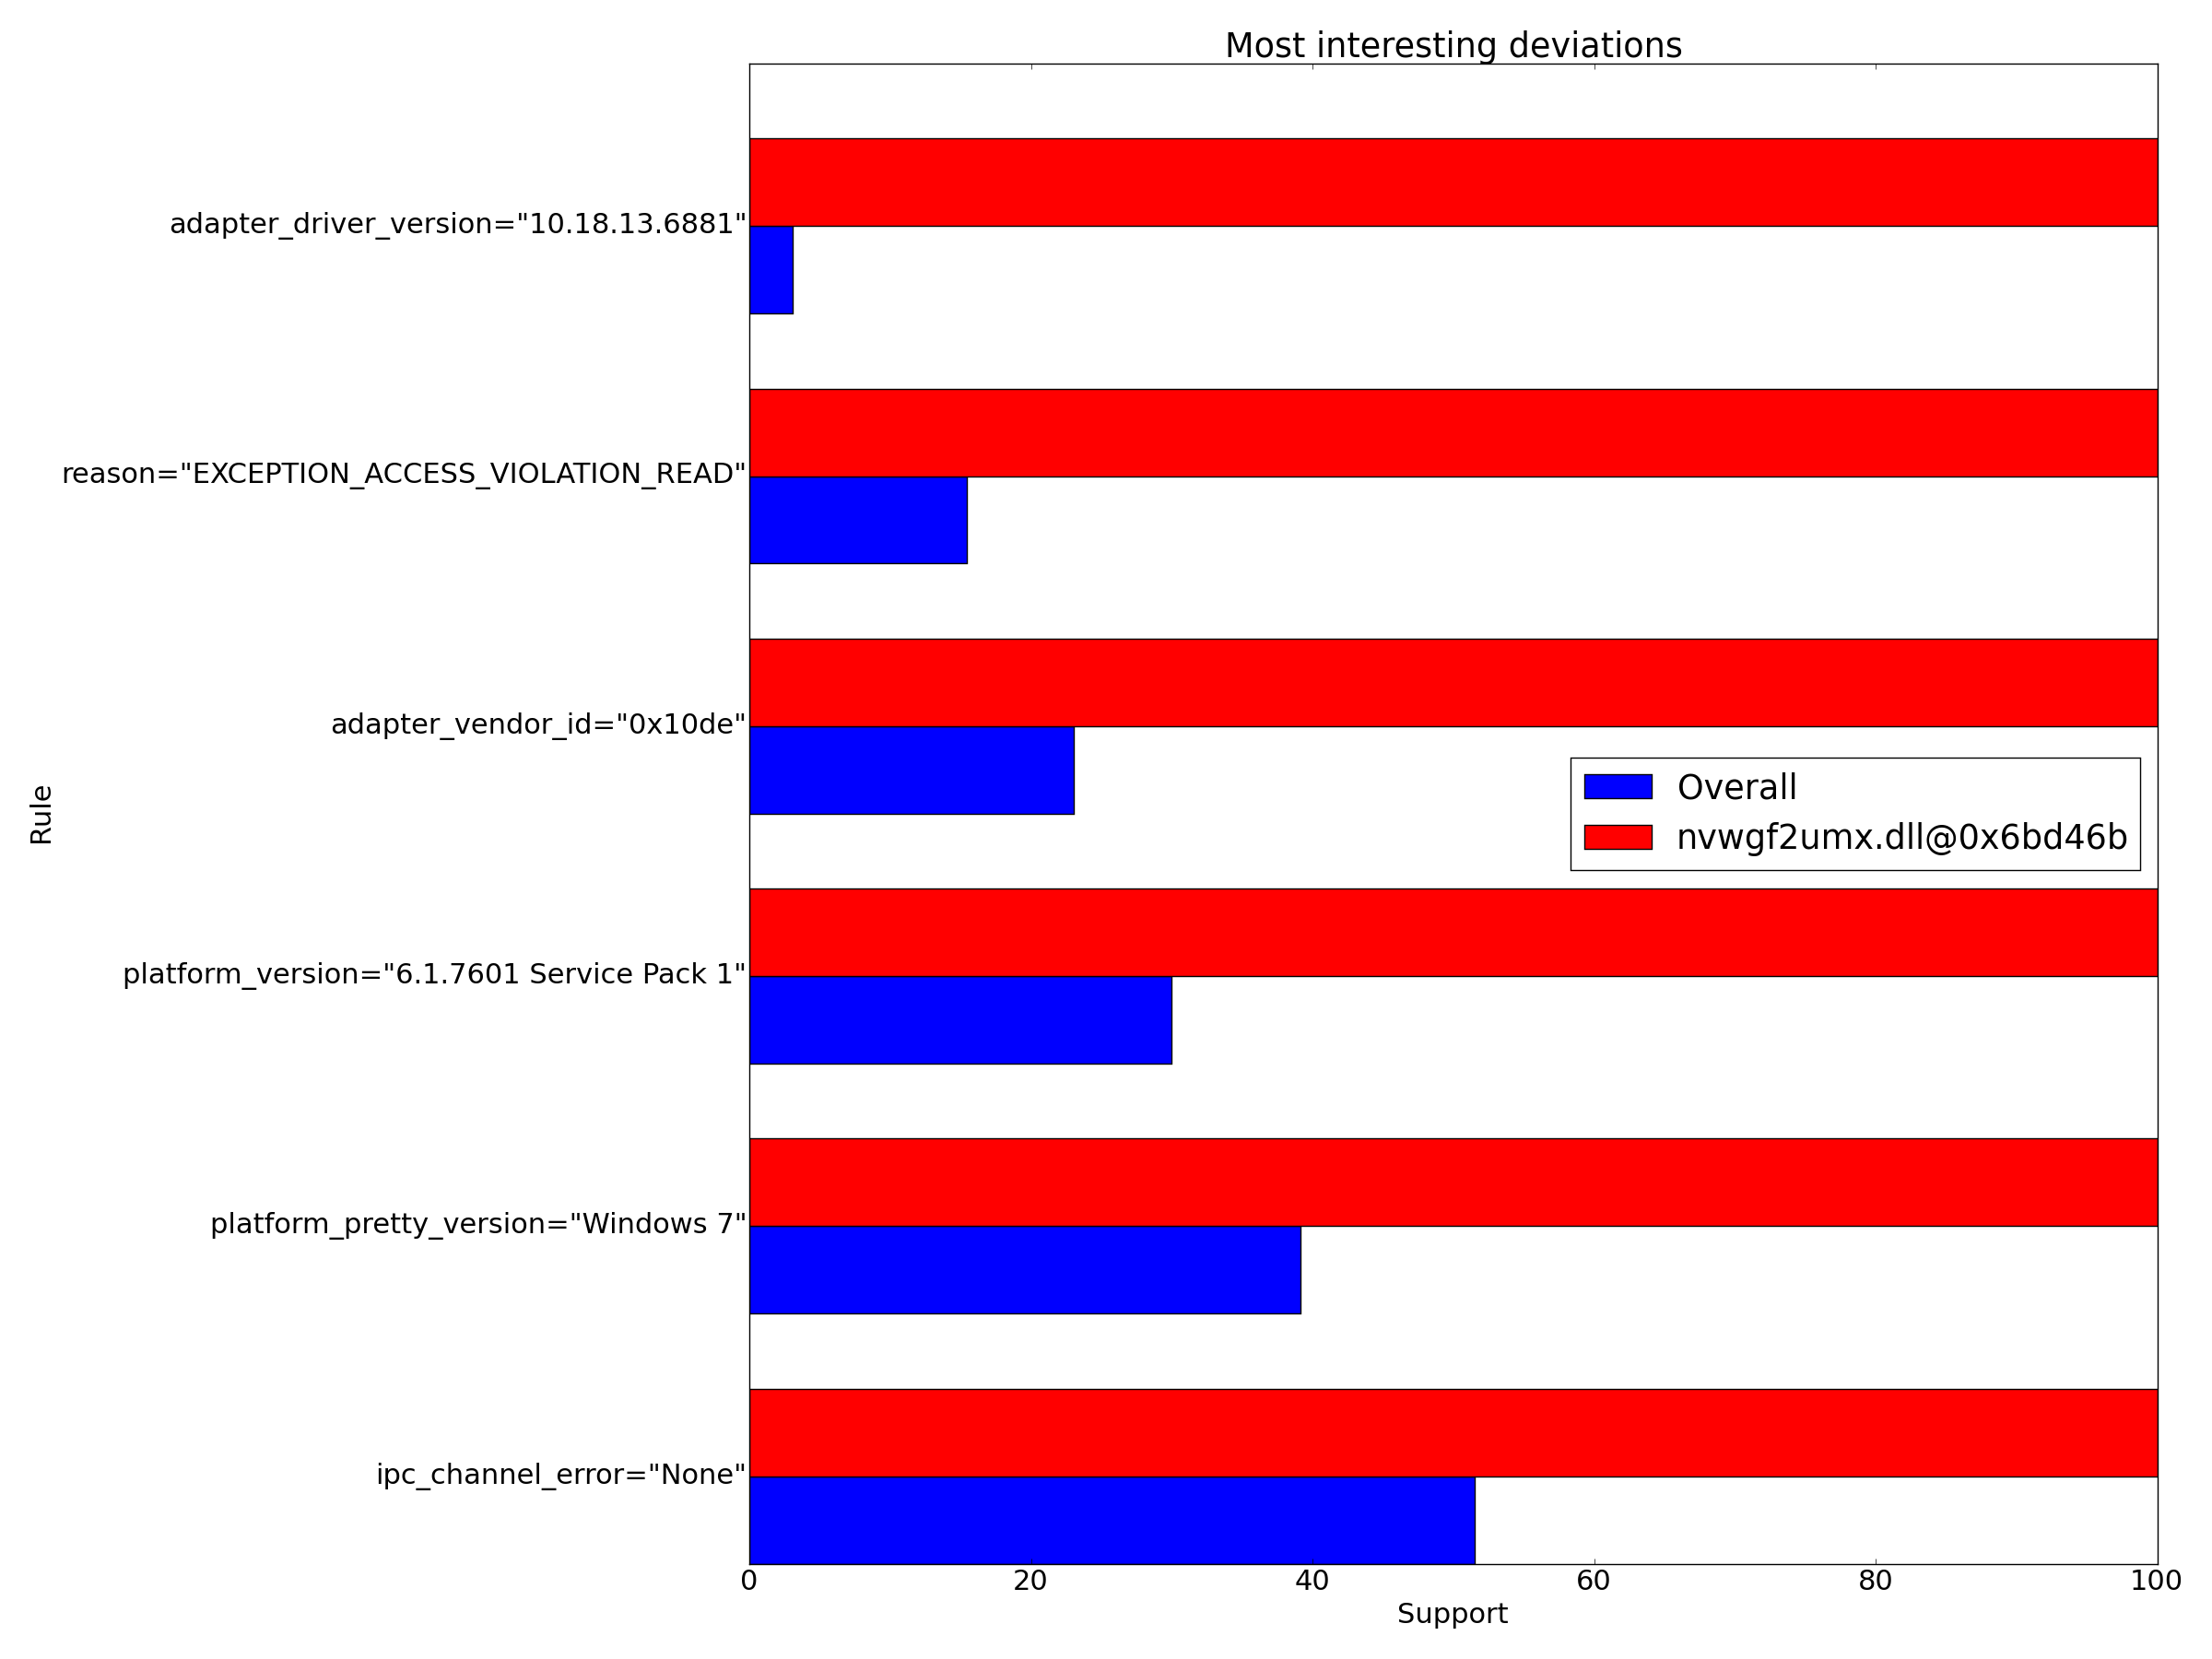 Most interesting deviations
adapter_driver_version="10.18.13.6881"
reason="EXCEPTION_ACCESS_VIOLATION_READ"
adapter_vendor_id="0x10de"
Overall
nvwgf2umx.dll@0x6bd46b
Rule
platform_version="6.1.7601 Service Pack 1"
platform_pretty_version="Windows 7"
ipc_channel_error="None"
0 20 40 60 80 100
Support